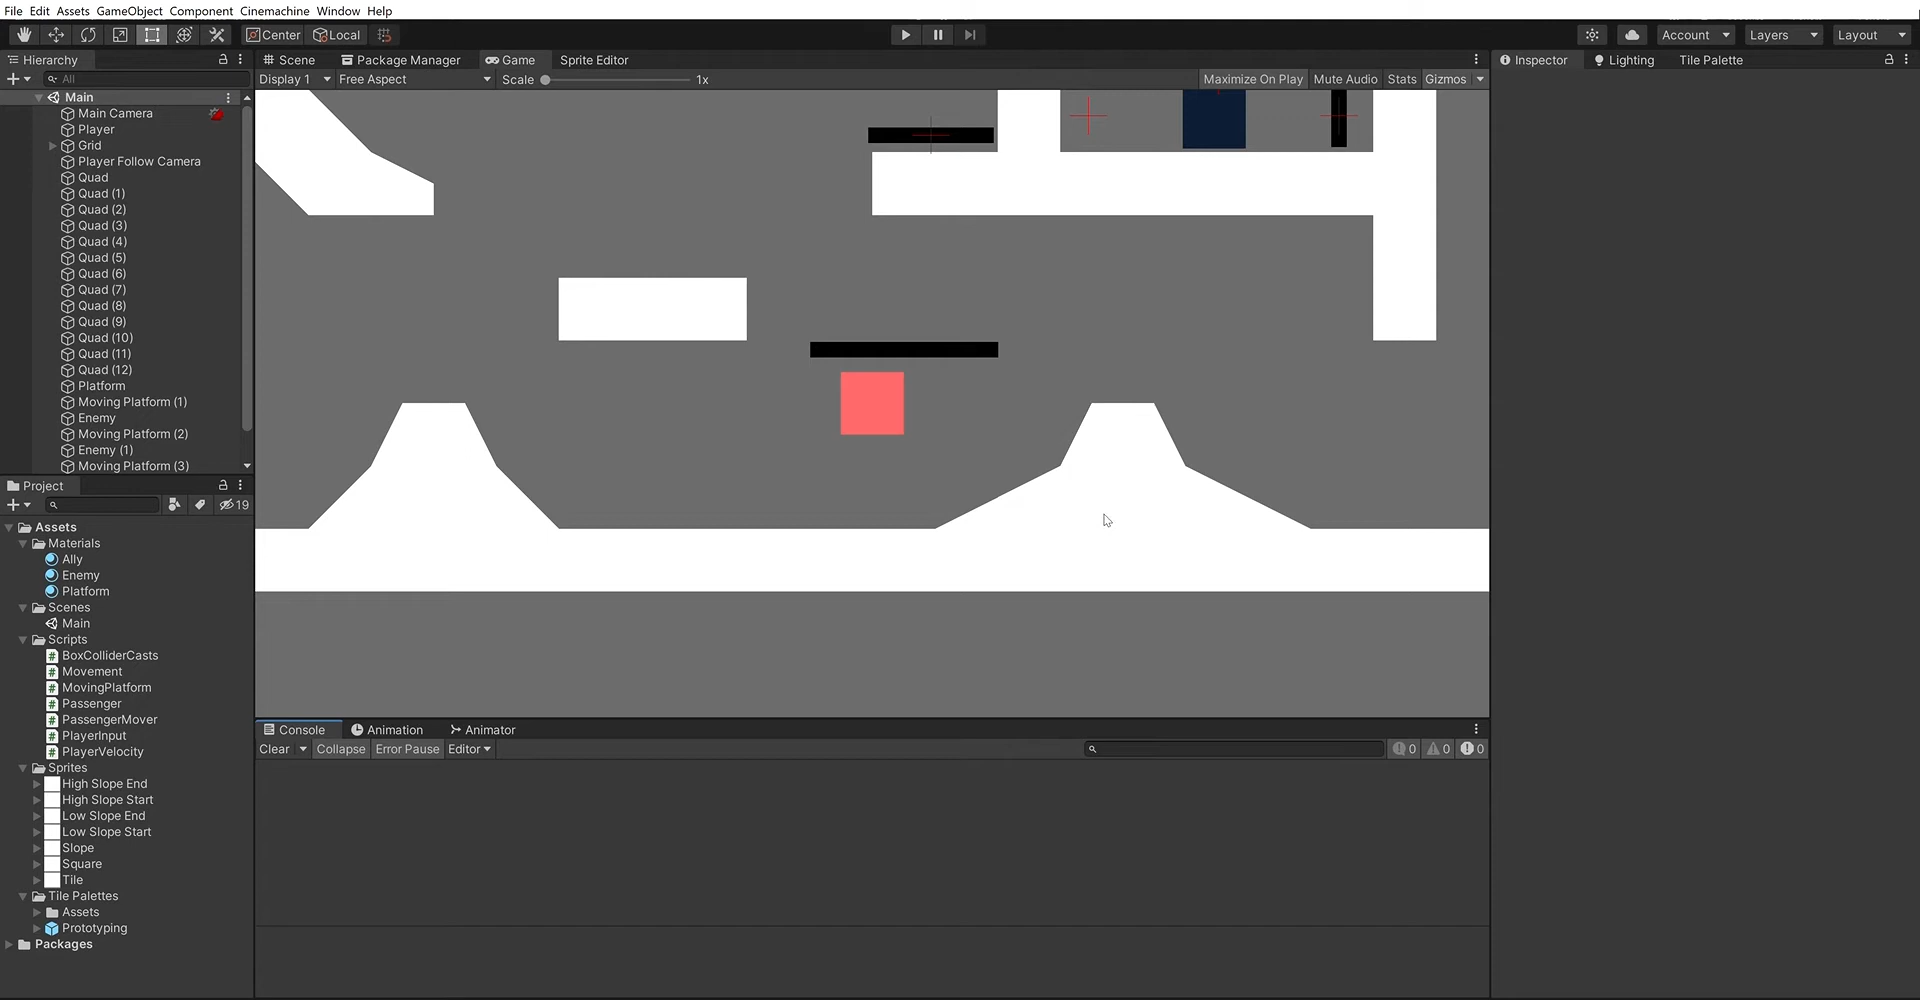 File Edit Assets GameObject Component Cinemachine Window Help
Center Local Account Layers Layout
Hierarchy
All
Main
Main Camera
Player
Grid
Player Follow Camera
Quad
Quad (1)
Quad (2)
Quad (3)
Quad (4)
Quad (5)
Quad (6)
Quad (7)
Quad (8)
Quad (9)
Quad (10)
Quad (11)
Quad (12)
Platform
Moving Platform (1)
Enemy
Moving Platform (2)
Enemy (1)
Moving Platform (3)
Project
19
Assets
Materials
Ally
Enemy
Platform
Scenes
Main
Scripts
BoxColliderCasts
Movement
MovingPlatform
Passenger
PassengerMover
PlayerInput
PlayerVelocity
Sprites
High Slope End
High Slope Start
Low Slope End
Low Slope Start
Slope
Square
Tile
Tile Palettes
Assets
Prototyping
Packages
Scene Package Manager Game Sprite Editor
Display 1 Free Aspect Scale 1x Maximize On Play Mute Audio Stats Gizmos
Console Animation Animator
Clear Collapse Error Pause Editor 0 0 0
Inspector Lighting Tile Palette